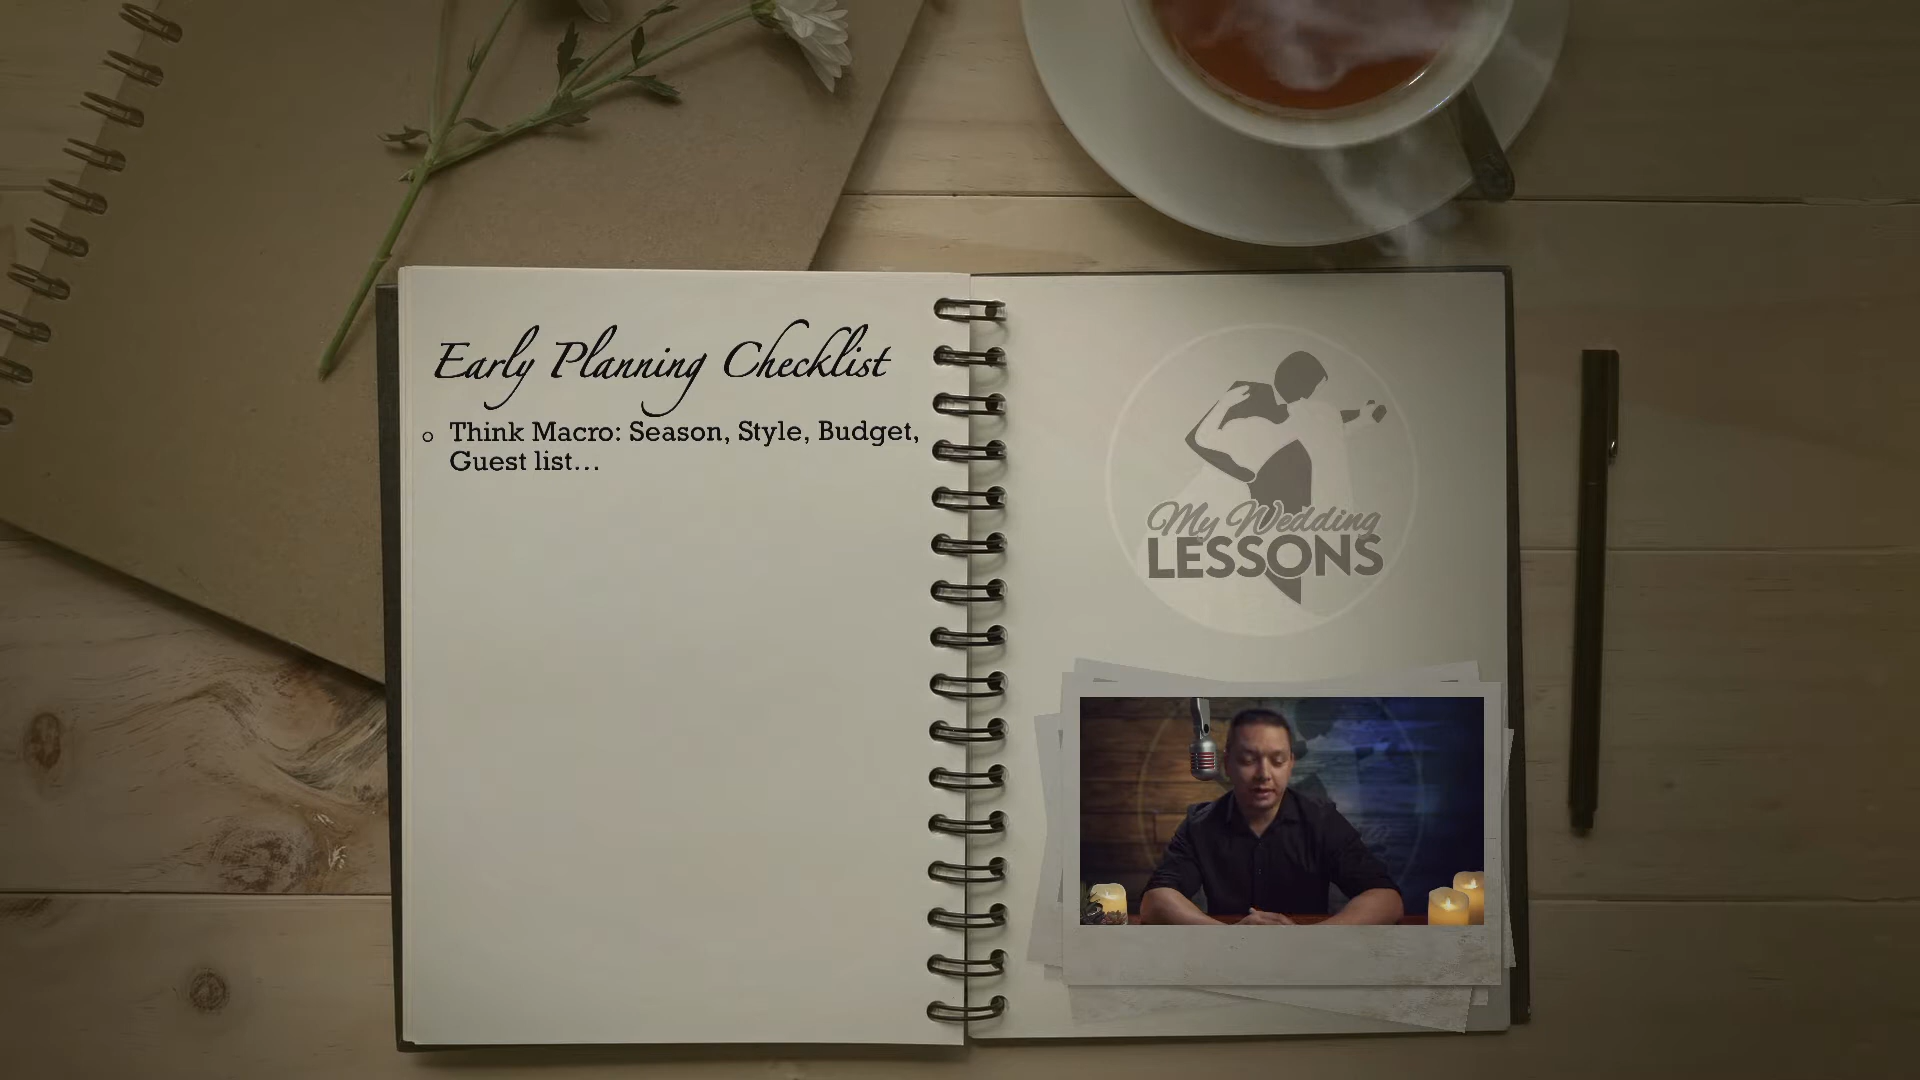 Early Planning Checklist
Think Macro: Season, Style, Budget,
Guest list…
My Wedding
LESSONS